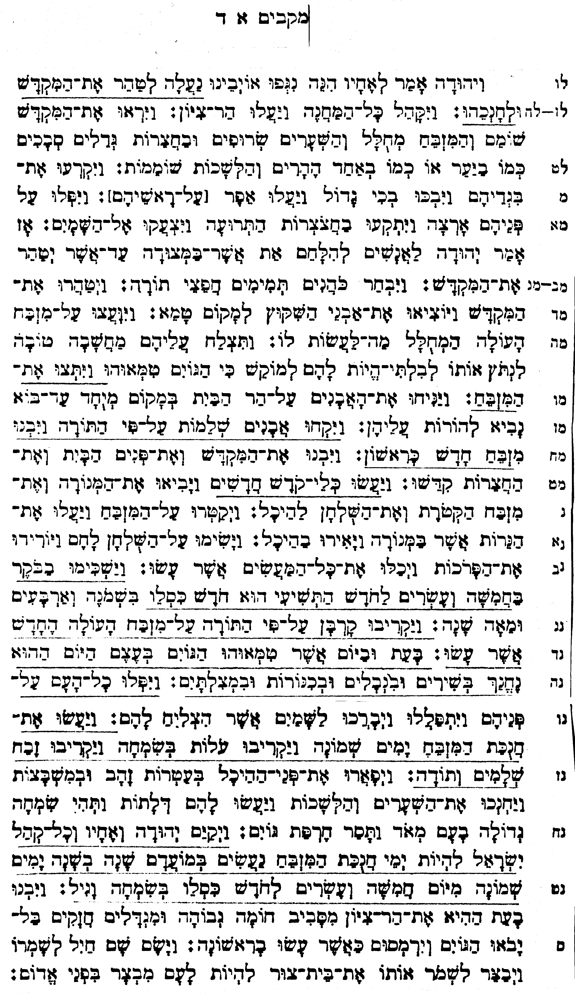 מקבים א ד
לו וִיהוּדָה אָמַר לְאֶחָיו הִנֵּה נִגְּפוּ אוֹיְבֵינוּ נַעֲלֶה לְטַהֵר אֶת־הַמִּקְדָּשׁ
לז–לח וּלְחָנְכֵהוּ: וַיִּקָּהֵל כָּל־הַמַּחֲנֶה וַיַּעֲלוּ הַר־צִיּוֹן: וַיִּרְאוּ אֶת־הַמִּקְדָּשׁ
שׁוֹמֵם וְהַמִּזְבֵּחַ מְחֻלָּל וְהַשְּׁעָרִים שְׂרוּפִים וּבַחֲצֵרוֹת גְּדֵלִים סְבָכִים
לט כְּמוֹ בַיַּעַר אוֹ כְמוֹ בְאַחַד הֶהָרִים וְהַלְּשָׁכוֹת שׁוֹמֵמוֹת: וַיִּקְרְעוּ אֶת־
מ בִּגְדֵיהֶם וַיִּבְכּוּ בְכִי גָדוֹל וַיַּעֲלוּ אֵפֶר [עַל־רָאשֵׁיהֶם]: וַיִּפְּלוּ עַל
מא פְּנֵיהֶם אַרְצָה וַיִּתְקְעוּ בַחֲצֹצְרוֹת הַתְּרוּעָה וַיִּצְעֲקוּ אֶל־הַשָּׁמָיִם: אָז
אָמַר יְהוּדָה לַאֲנָשִׁים לְהִלָּחֵם אֵת אֲשֶׁר־בַּמְּצוּדָה עַד־אֲשֶׁר יְטַהֵר
מב–מג אֶת־הַמִּקְדָּשׁ: וַיִּבְחַר כֹּהֲנִים תְּמִימִים חֲפֵצֵי תוֹרָה: וַיְטַהֲרוּ אֶת־
מד הַמִּקְדָּשׁ וַיּוֹצִיאוּ אֶת־אַבְנֵי הַשִּׁקּוּץ לְמָקוֹם טָמֵא: וַיִּוָּעֲצוּ עַל־מִזְבַּח
מה הָעוֹלָה הַמְחֻלָּל מַה־לַּעֲשׂוֹת לוֹ: וַתִּצְלַח עֲלֵיהֶם מַחֲשָׁבָה טוֹבָה
לִנְתֹּץ אוֹתוֹ לְבִלְתִּי־הֱיוֹת לָהֶם לְמוֹקֵשׁ כִּי הַגּוֹיִם טִמְּאוּהוּ וַיִּתְּצוּ אֶת־
מו הַמִּזְבֵּחַ: וַיַּנִּיחוּ אֶת־הָאֲבָנִים עַל־הַר הַבַּיִת בְּמָקוֹם מְיֻחָד עַד־בּוֹא
מז נָבִיא לְהוֹרוֹת עֲלֵיהֶן: וַיִּקְחוּ אֲבָנִים שְׁלֵמוֹת עַל־פִּי הַתּוֹרָה וַיִּבְנוּ
מח מִזְבֵּחַ חָדָשׁ כָּרִאשׁוֹן: וַיִּבְנוּ אֶת־הַמִּקְדָּשׁ וְאֶת־פְּנִים הַבָּיִת וְאֶת־
מט הַחֲצֵרוֹת קִדֵּשׁוּ: וַיַּעֲשׂוּ כְּלֵי־קֹדֶשׁ חֲדָשִׁים וַיָּבִיאוּ אֶת־הַמְּנוֹרָה וְאֶת־
נ מִזְבַּח הַקְּטֹרֶת וְאֶת־הַשֻּׁלְחָן לַהֵיכָל: וַיְקַטְּרוּ עַל־הַמִּזְבֵּחַ וַיַּעֲלוּ אֶת־
נא הַנֵּרוֹת אֲשֶׁר בַּמְּנוֹרָה וַיָּאִירוּ בַהֵיכָל: וַיָּשִׂימוּ עַל־הַשֻּׁלְחָן לֶחֶם וַיּוֹרִידוּ
נב אֶת־הַפָּרֹכוֹת וַיְכַלּוּ אֶת־כָּל־הַמַּעֲשִׂים אֲשֶׁר עָשׂוּ: וַיַּשְׁכִּימוּ בַבֹּקֶר
בַּחֲמִשָּׁה וְעֶשְׂרִים לַחֹדֶשׁ הַתְּשִׁיעִי הוּא חֹדֶשׁ כִּסְלֵו בִּשְׁמֹנֶה וְאַרְבָּעִים
נג וּמֵאָה שָׁנָה: וַיַּקְרִיבוּ קָרְבָּן עַל־פִּי הַתּוֹרָה עַל־מִזְבַּח הָעוֹלָה הֶחָדָשׁ
נד אֲשֶׁר עָשׂוּ: בָּעֵת וּבַיּוֹם אֲשֶׁר טִמְּאוּהוּ הַגּוֹיִם בְּעֶצֶם הַיּוֹם הַהוּא
נה נֶחֱנַךְ בְּשִׁירִים וּבִנְבָלִים וּבְכִנּוֹרוֹת וּבִמְצִלְתָּיִם: וַיִּפְּלוּ כָל־הָעָם עַל־
נו פְּנֵיהֶם וַיִּתְפַּלְלוּ וַיְבָרְכוּ לַשָּׁמַיִם אֲשֶׁר הִצְלִיחַ לָהֶם: וַיַּעֲשׂוּ אֶת־
חֲנֻכַּת הַמִּזְבֵּחַ יָמִים שְׁמוֹנָה וַיַּקְרִיבוּ עֹלוֹת בְּשִׂמְחָה וַיַּקְרִיבוּ זֶבַח
נז שְׁלָמִים וְתוֹדָה: וַיְפָאֲרוּ אֶת־פְּנֵי־הַהֵיכָל בְּעַטְרוֹת זָהָב וּבְמִשְׁבְּצוֹת
וַיַּחְנְכוּ אֶת־הַשְּׁעָרִים וְהַלְּשָׁכוֹת וַיַּעֲשׂוּ לָהֶם דְּלָתוֹת וַתְּהִי שִׂמְחָה
נח גְדוֹלָה בָעָם מְאֹד וַתָּסַר חֶרְפַּת גּוֹיִם: וַיְקַיֵּם יְהוּדָה וְאֶחָיו וְכָל־קְהַל
יִשְׂרָאֵל לִהְיוֹת יְמֵי חֲנֻכַּת הַמִּזְבֵּחַ נַעֲשִׂים בְּמוֹעֲדָם שָׁנָה בְשָׁנָה יָמִים
נט שְׁמוֹנָה מִיּוֹם חֲמִשָּׁה וְעֶשְׂרִים לְחֹדֶשׁ כִּסְלֵו בְּשִׂמְחָה וָגִיל: וַיִּבְנוּ
בָּעֵת הַהִיא אֶת־הַר־צִיּוֹן מִסָּבִיב חוֹמָה גְבוֹהָה וּמִגְדָּלִים חֲזָקִים בַּל־
ס יָבֹאוּ הַגּוֹיִם וְיִרְמְסוּם כַּאֲשֶׁר עָשׂוּ בָרִאשׁוֹנָה: וַיָּשֶׂם שָׁם חַיִל לְשָׁמְרוֹ
וַיְבַצֵּר לִשְׁמֹר אוֹתוֹ אֶת־בֵּית־צוּר לִהְיוֹת לָעָם מִבְצָר בִּפְנֵי אֱדוֹם: